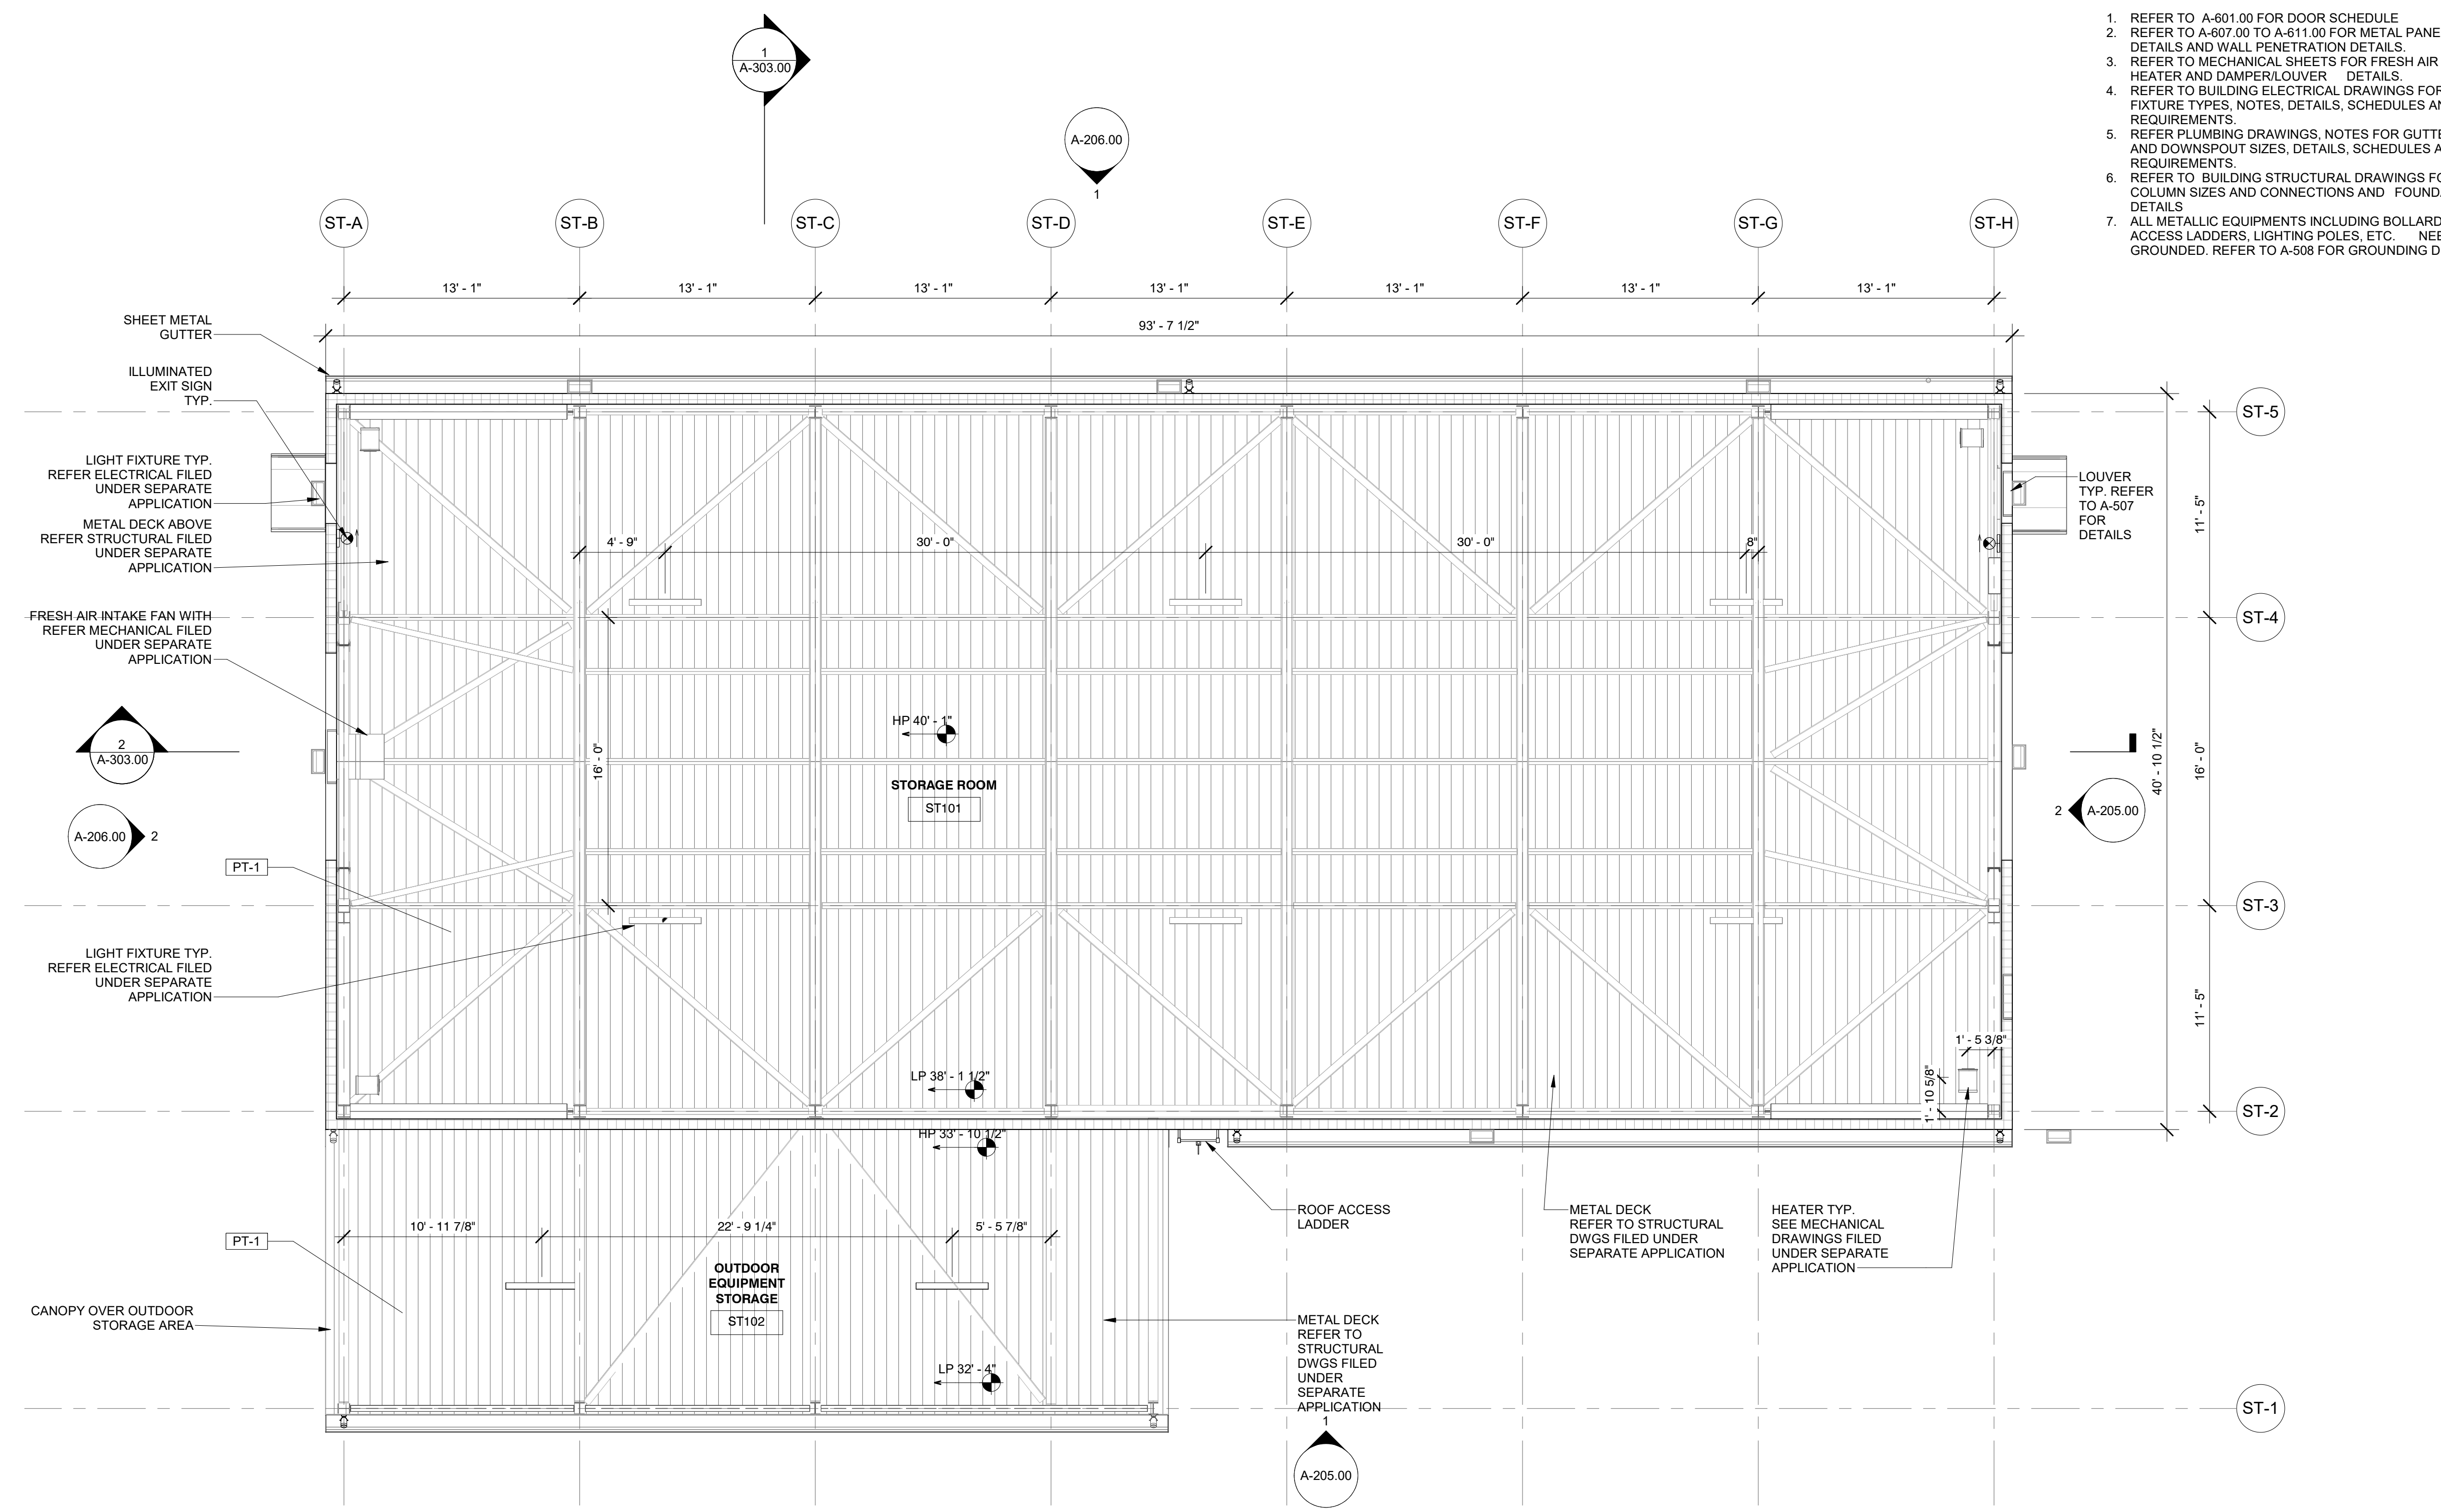 1. REFER TO A-601.00 FOR DOOR SCHEDULE
2. REFER TO A-607.00 TO A-611.00 FOR METAL PANE
DETAILS AND WALL PENETRATION DETAILS.
3. REFER TO MECHANICAL SHEETS FOR FRESH AIR
HEATER AND DAMPER/LOUVER DETAILS.
4. REFER TO BUILDING ELECTRICAL DRAWINGS FOR
FIXTURE TYPES, NOTES, DETAILS, SCHEDULES AN
REQUIREMENTS.
5. REFER PLUMBING DRAWINGS, NOTES FOR GUTTE
AND DOWNSPOUT SIZES, DETAILS, SCHEDULES A
REQUIREMENTS.
6. REFER TO BUILDING STRUCTURAL DRAWINGS FO
COLUMN SIZES AND CONNECTIONS AND FOUND
DETAILS
7. ALL METALLIC EQUIPMENTS INCLUDING BOLLARD
ACCESS LADDERS, LIGHTING POLES, ETC. NEE
GROUNDED. REFER TO A-508 FOR GROUNDING D
1
A-303.00
A-206.00
1
ST-A
ST-B
ST-C
ST-D
ST-E
ST-F
ST-G
ST-H
13' - 1"
13' - 1"
13' - 1"
13' - 1"
13' - 1"
13' - 1"
13' - 1"
93' - 7 1/2"
SHEET METAL
GUTTER
ILLUMINATED
EXIT SIGN
TYP.
LIGHT FIXTURE TYP.
REFER ELECTRICAL FILED
UNDER SEPARATE
APPLICATION
METAL DECK ABOVE
REFER STRUCTURAL FILED
UNDER SEPARATE
APPLICATION
FRESH AIR INTAKE FAN WITH
REFER MECHANICAL FILED
UNDER SEPARATE
APPLICATION
2
A-303.00
A-206.00
2
PT-1
LIGHT FIXTURE TYP.
REFER ELECTRICAL FILED
UNDER SEPARATE
APPLICATION
4' - 9"
30' - 0"
30' - 0"
8"
16' - 0"
HP 40' - 1"
STORAGE ROOM
ST101
LP 38' - 1 1/2"
HP 33' - 10 1/2"
LOUVER
TYP. REFER
TO A-507
FOR
DETAILS
ST-5
11' - 5"
ST-4
40' - 10 1/2"
16' - 0"
2
A-205.00
ST-3
11' - 5"
1' - 5 3/8"
1' - 10 5/8"
ST-2
10' - 11 7/8"
22' - 9 1/4"
5' - 5 7/8"
PT-1
OUTDOOR
EQUIPMENT
STORAGE
ST102
CANOPY OVER OUTDOOR
STORAGE AREA
LP 32' - 4"
ROOF ACCESS
LADDER
METAL DECK
REFER TO STRUCTURAL
DWGS FILED UNDER
SEPARATE APPLICATION
HEATER TYP.
SEE MECHANICAL
DRAWINGS FILED
UNDER SEPARATE
APPLICATION
METAL DECK
REFER TO
STRUCTURAL
DWGS FILED
UNDER
SEPARATE
APPLICATION
1
A-205.00
ST-1